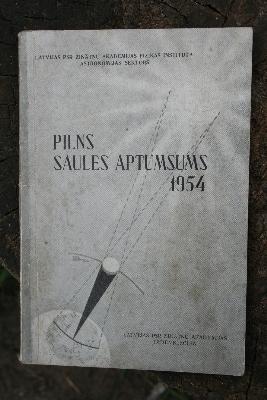 LATVIJAS PSR ZINĀTŅU AKADĒMIJAS FIZIKAS INSTITŪTA
ASTRONOMIJAS SEKTORS
PILNS
SAULES APTUMSUMS
1954
LATVIJAS PSR ZINĀTŅU AKADĒMIJAS
IZDEVNIECĪBA